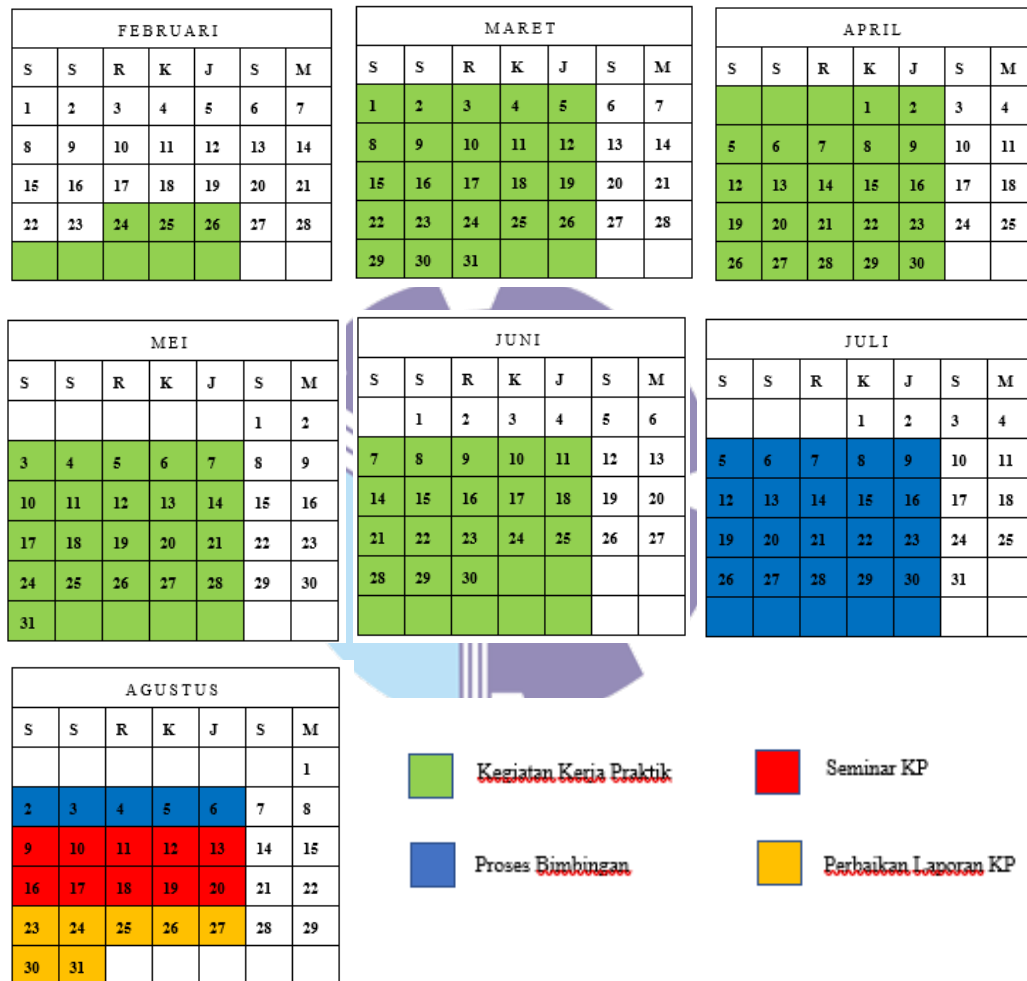 FEBRUARI
S S R K J S M
1 2 3 4 5 6 7
8 9 10 11 12 13 14
15 16 17 18 19 20 21
22 23 24 25 26 27 28
MARET
S S R K J S M
1 2 3 4 5 6 7
8 9 10 11 12 13 14
15 16 17 18 19 20 21
22 23 24 25 26 27 28
29 30 31
APRIL
S S R K J S M
1 2 3 4
5 6 7 8 9 10 11
12 13 14 15 16 17 18
19 20 21 22 23 24 25
26 27 28 29 30
MEI
S S R K J S M
1 2
3 4 5 6 7 8 9
10 11 12 13 14 15 16
17 18 19 20 21 22 23
24 25 26 27 28 29 30
31
JUNI
S S R K J S M
1 2 3 4 5 6
7 8 9 10 11 12 13
14 15 16 17 18 19 20
21 22 23 24 25 26 27
28 29 30
JULI
S S R K J S M
1 2 3 4
5 6 7 8 9 10 11
12 13 14 15 16 17 18
19 20 21 22 23 24 25
26 27 28 29 30 31
AGUSTUS
S S R K J S M
1
2 3 4 5 6 7 8
9 10 11 12 13 14 15
16 17 18 19 20 21 22
23 24 25 26 27 28 29
30 31
Kegiatan Kerja Praktik
Seminar KP
Proses Bimbingan
Perbaikan Laporan KP